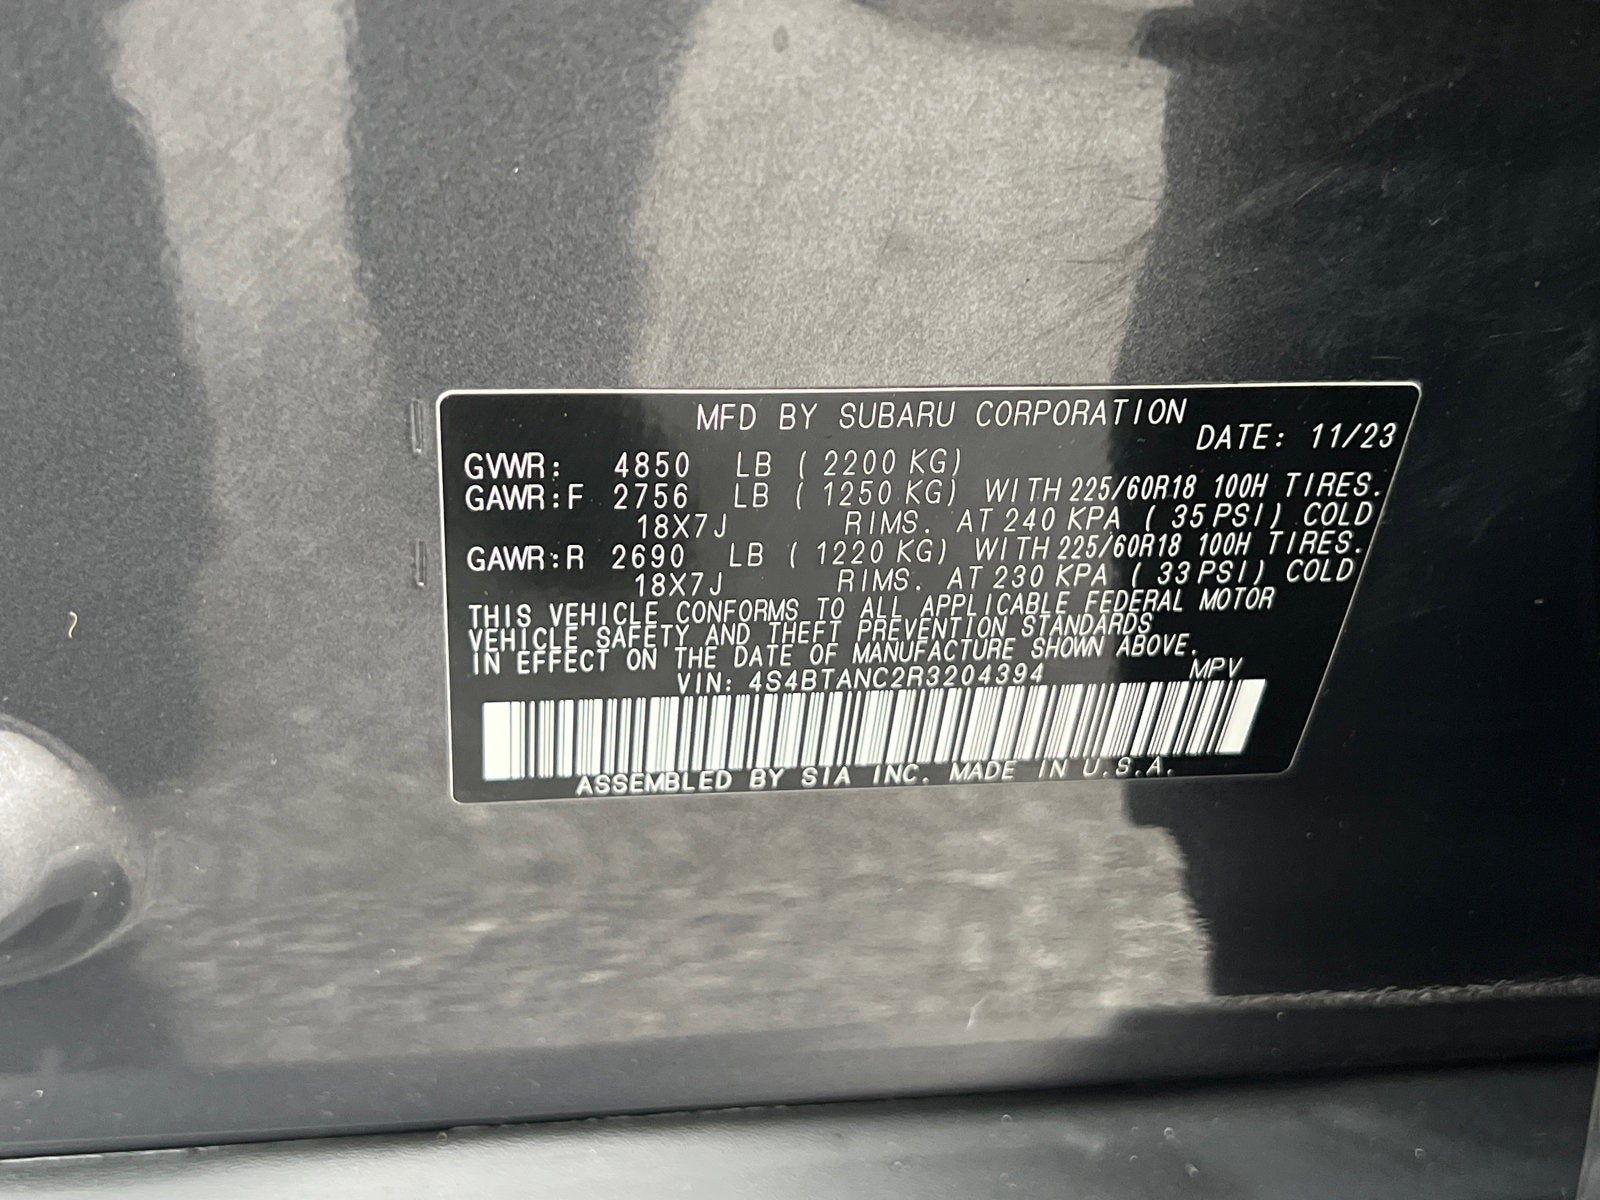 MFD BY SUBARU CORPORATION
DATE: 11/23
GVWR: 4850 LB ( 2200 KG)
GAWR:F 2756 LB ( 1250 KG) WITH 225/60R18 100H TIRES.
18X7J RIMS. AT 240 KPA ( 35 PSI) COLD
GAWR:R 2690 LB ( 1220 KG) WITH 225/60R18 100H TIRES.
18X7J RIMS. AT 230 KPA ( 33 PSI) COLD
THIS VEHICLE CONFORMS TO ALL APPLICABLE FEDERAL MOTOR
VEHICLE SAFETY AND THEFT PREVENTION STANDARDS
IN EFFECT ON THE DATE OF MANUFACTURE SHOWN ABOVE.
VIN: 4S4BTANC2R3204394 MPV
ASSEMBLED BY SIA INC. MADE IN U.S.A.